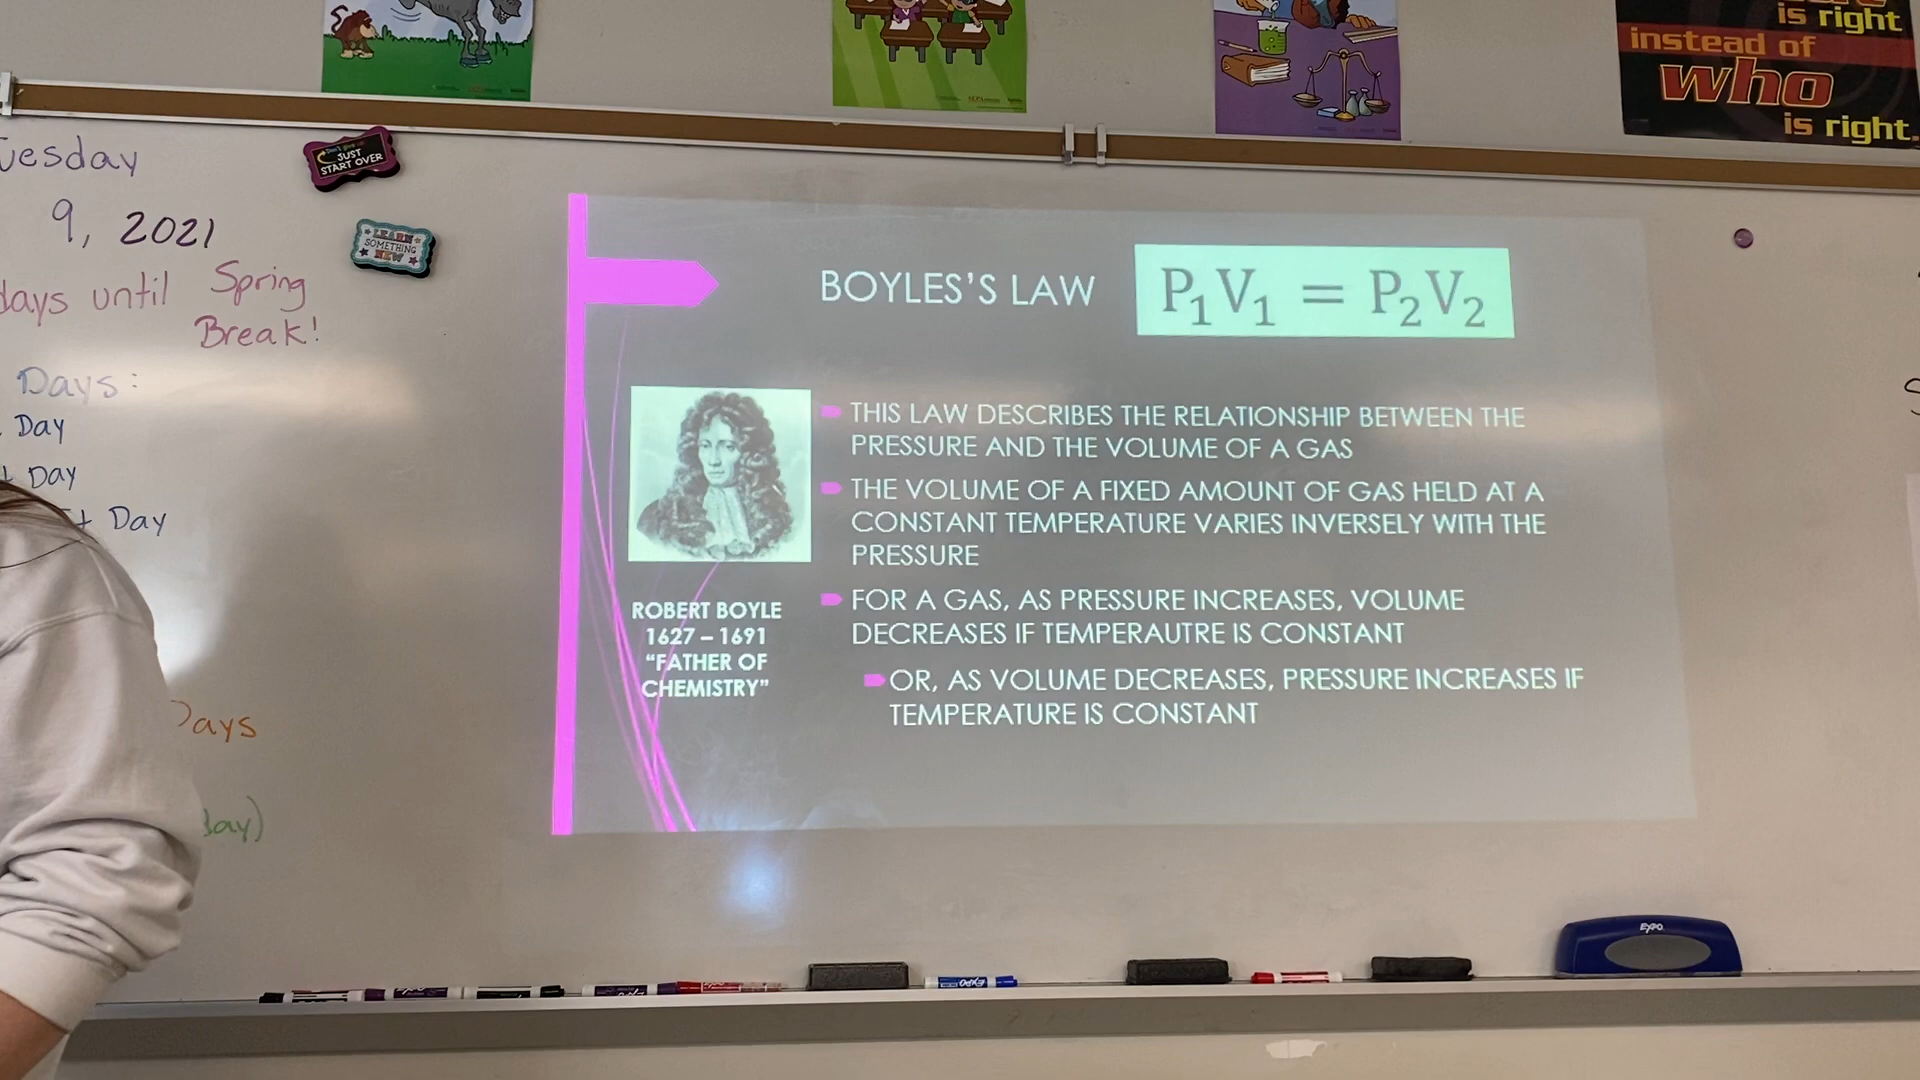 is right
instead of
who
is right.
uesday
9, 2021
days until Spring
Break!
Days:
Day
t Day
t Day
Days
day)
JUST
START OVER
LEARN
SOMETHING
NEW
BOYLES'S LAW
P₁V₁ = P₂V₂
THIS LAW DESCRIBES THE RELATIONSHIP BETWEEN THE
PRESSURE AND THE VOLUME OF A GAS
THE VOLUME OF A FIXED AMOUNT OF GAS HELD AT A
CONSTANT TEMPERATURE VARIES INVERSELY WITH THE
PRESSURE
FOR A GAS, AS PRESSURE INCREASES, VOLUME
DECREASES IF TEMPERAUTRE IS CONSTANT
OR, AS VOLUME DECREASES, PRESSURE INCREASES IF
TEMPERATURE IS CONSTANT
ROBERT BOYLE
1627 – 1691
“FATHER OF
CHEMISTRY”
EXPO
EXPO